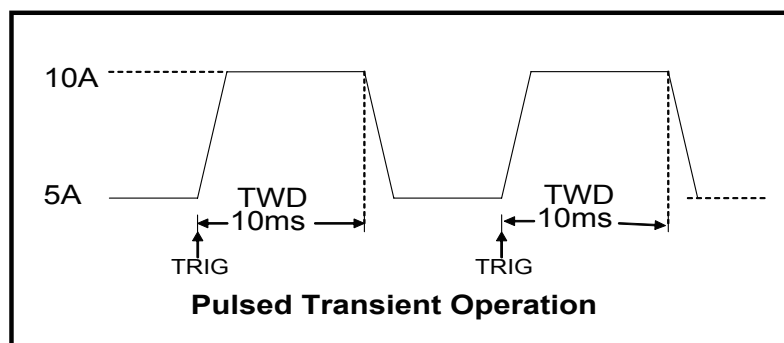 10A
5A
TWD
10ms
TRIG
TWD
10ms
TRIG
Pulsed Transient Operation